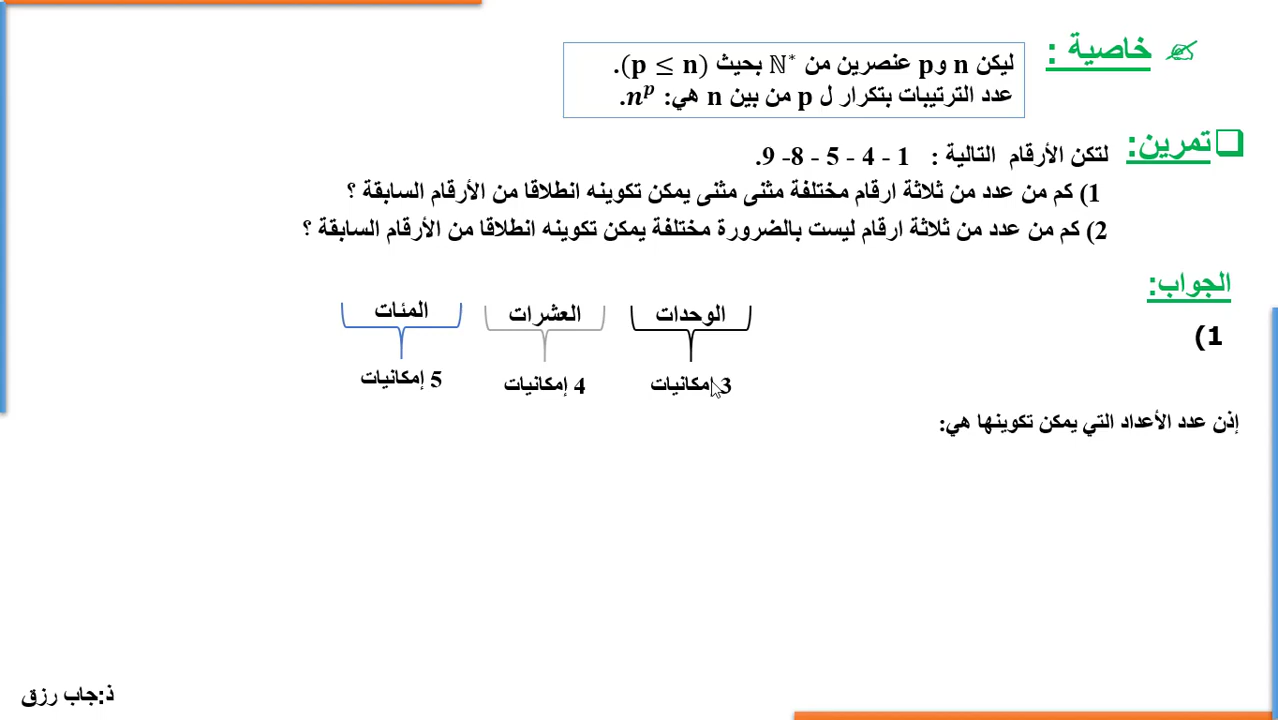 خاصية :
ليكن n وp عنصرين من ℕ* بحيث (p ≤ n).
عدد الترتيبات بتكرار ل p من بين n هي: nᵖ.
تمرين:
لتكن الأرقام التالية : 1 - 4 - 5 - 8- 9.
1) كم من عدد من ثلاثة ارقام مختلفة مثنى مثنى يمكن تكوينه انطلاقا من الأرقام السابقة ؟
2) كم من عدد من ثلاثة ارقام ليست بالضرورة مختلفة يمكن تكوينه انطلاقا من الأرقام السابقة ؟
الجواب:
1)
الوحدات العشرات المئات
3 إمكانيات 4 إمكانيات 5 إمكانيات
إذن عدد الأعداد التي يمكن تكوينها هي:
ذ:جاب رزق